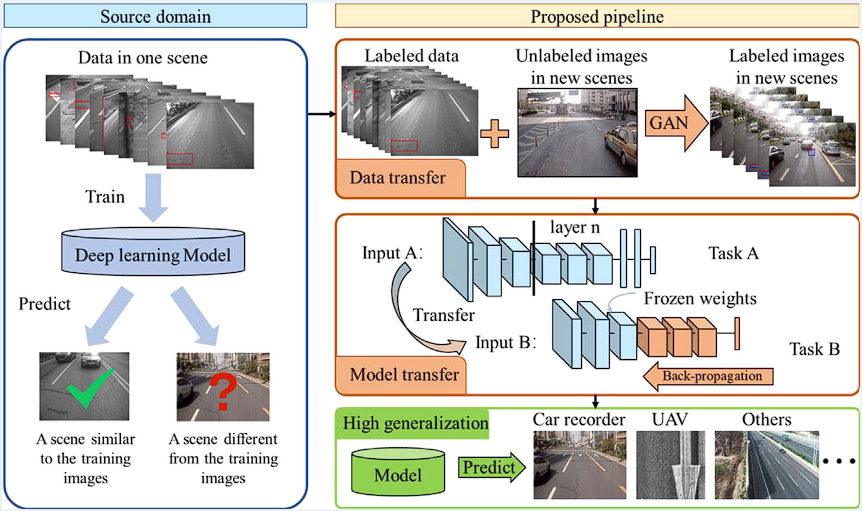 Source domain
Data in one scene
Train
Deep learning Model
Predict
A scene similar
to the training
images
A scene different
from the training
images
?
Proposed pipeline
Labeled data
Unlabeled images
in new scenes
Labeled images
in new scenes
GAN
Data transfer
layer n
Input A:
Task A
Transfer
Frozen weights
Input B:
Task B
Back-propagation
Model transfer
High generalization
Car recorder
UAV
Others
Model
Predict
...